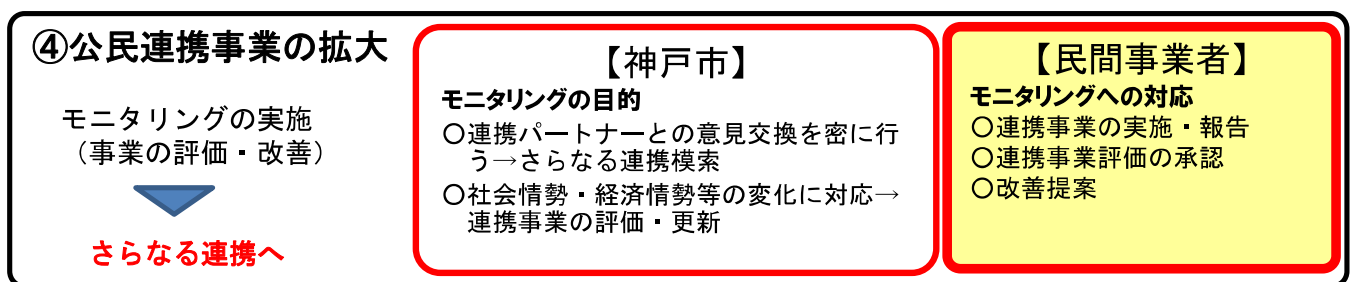 ④公民連携事業の拡大
モニタリングの実施
（事業の評価・改善）
さらなる連携へ
【神戸市】
モニタリングの目的
〇連携パートナーとの意見交換を密に行
う→さらなる連携模索
〇社会情勢・経済情勢等の変化に対応→
連携事業の評価・更新
【民間事業者】
モニタリングへの対応
〇連携事業の実施・報告
〇連携事業評価の承認
〇改善提案